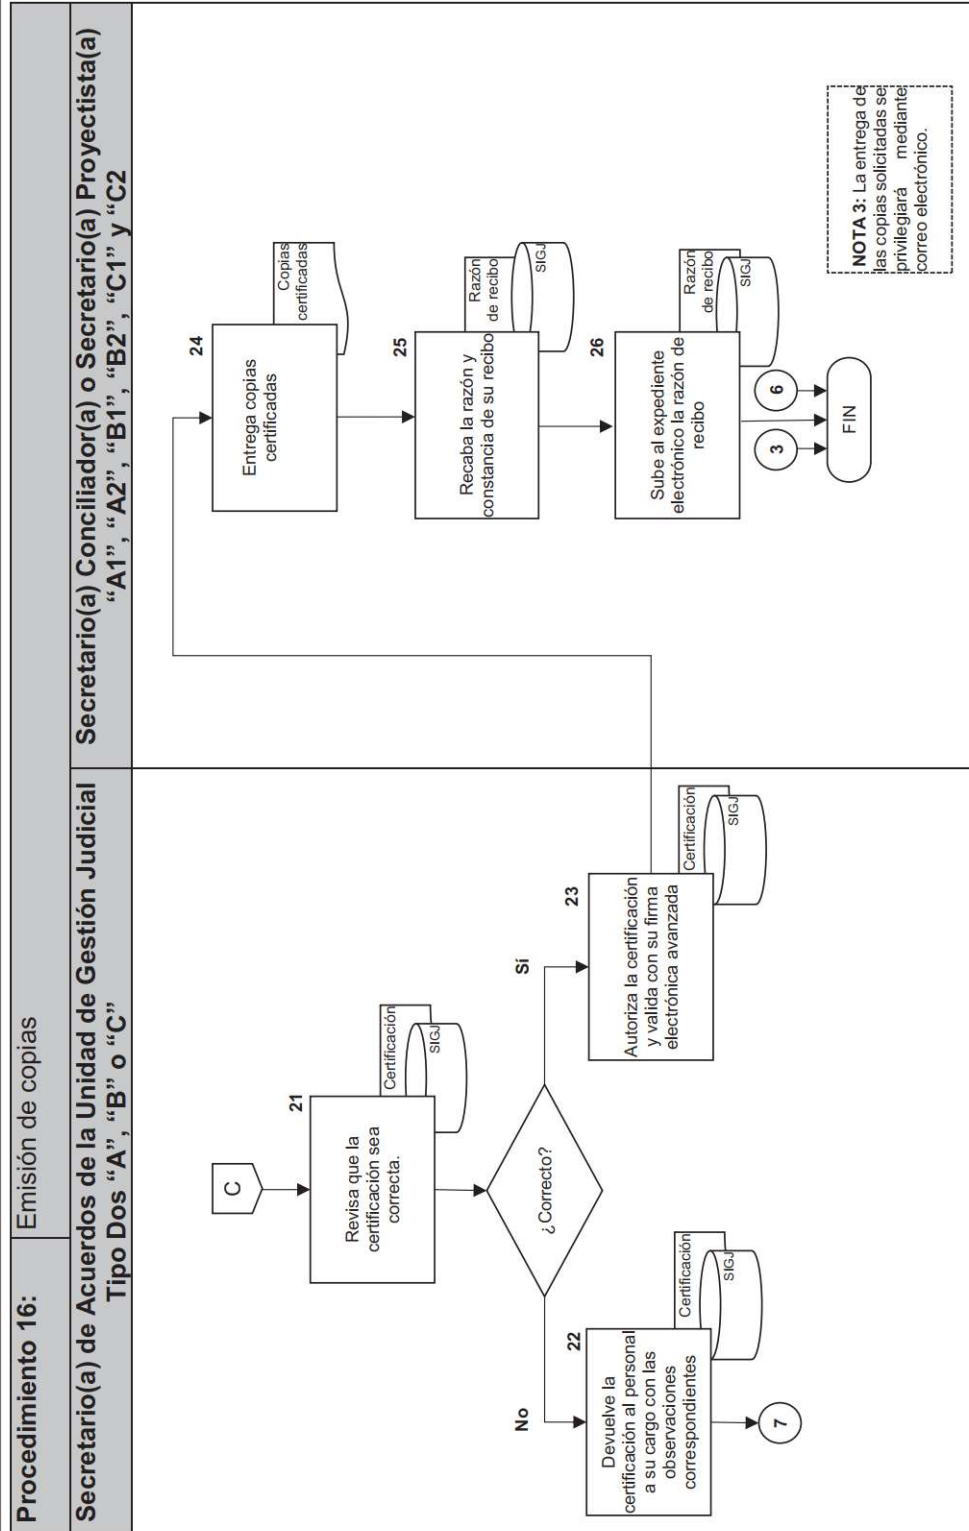 Procedimiento 16:
Emisión de copias
Secretario(a) de Acuerdos de la Unidad de Gestión Judicial
Tipo Dos “A”, “B” o “C”
Secretario(a) Conciliador(a) o Secretario(a) Proyectista(a)
“A1”, “A2”, “B1”, “B2”, “C1” y “C2
C
21
Revisa que la
certificación sea
correcta.
Certificación
SIGJ
¿Correcto?
No
Sí
22
Devuelve la
certificación al personal
a su cargo con las
observaciones
correspondientes
Certificación
SIGJ
7
23
Autoriza la certificación
y valida con su firma
electrónica avanzada
Certificación
SIGJ
24
Entrega copias
certificadas
Copias
certificadas
25
Recaba la razón y
constancia de su recibo
Razón
de recibo
SIGJ
26
Sube al expediente
electrónico la razón de
recibo
Razón
de recibo
SIGJ
3
6
FIN
NOTA 3: La entrega de
las copias solicitadas se
privilegiará mediante
correo electrónico.